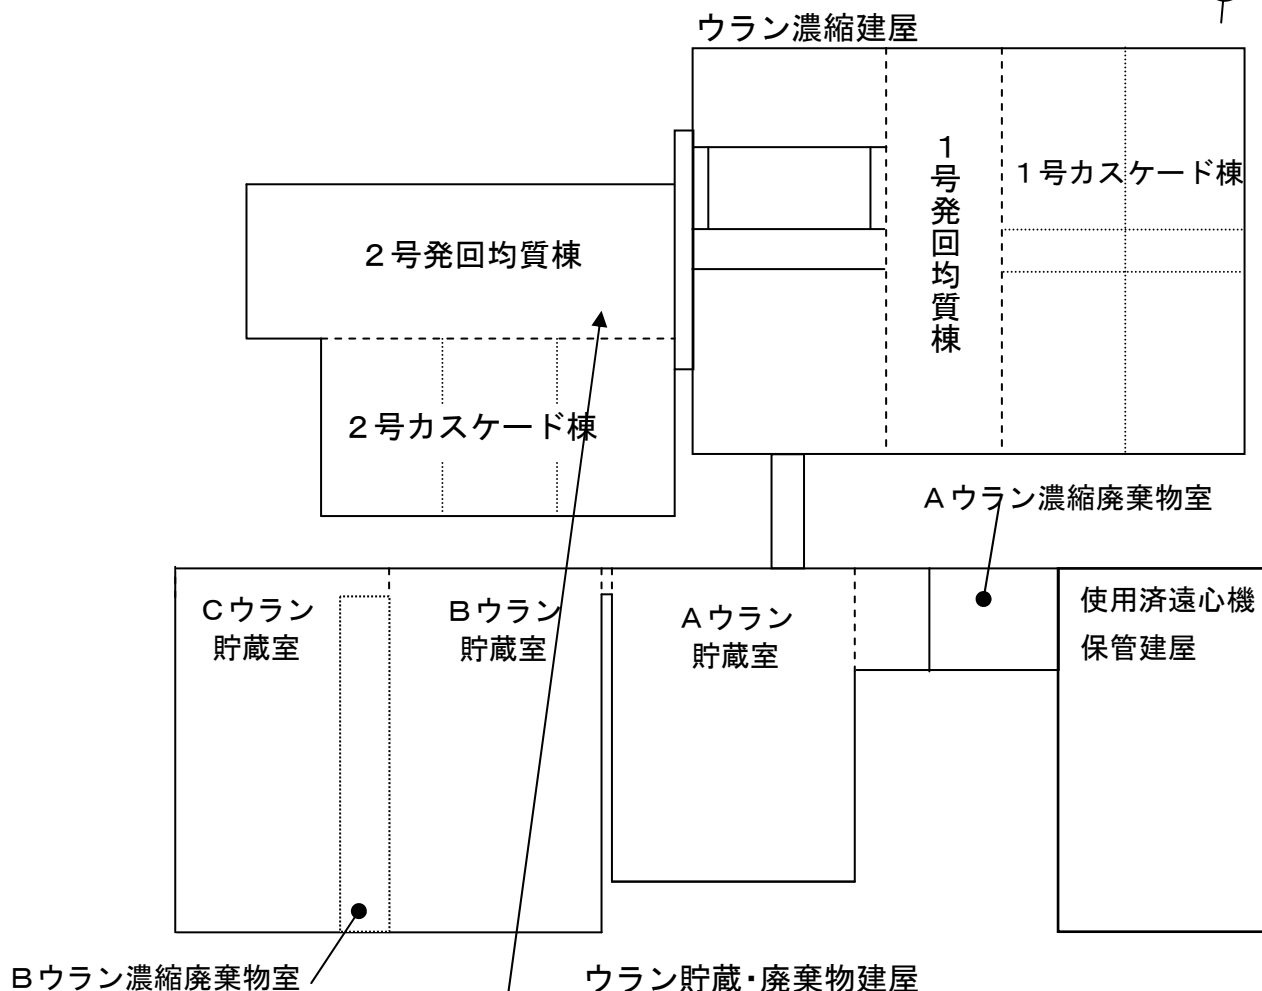 ウラン濃縮建屋
1号発回均質棟
1号カスケード棟
2号発回均質棟
2号カスケード棟
Aウラン濃縮廃棄物室
Cウラン
貯蔵室
Bウラン
貯蔵室
Aウラン
貯蔵室
使用済遠心機
保管建屋
Bウラン濃縮廃棄物室
ウラン貯蔵・廃棄物建屋